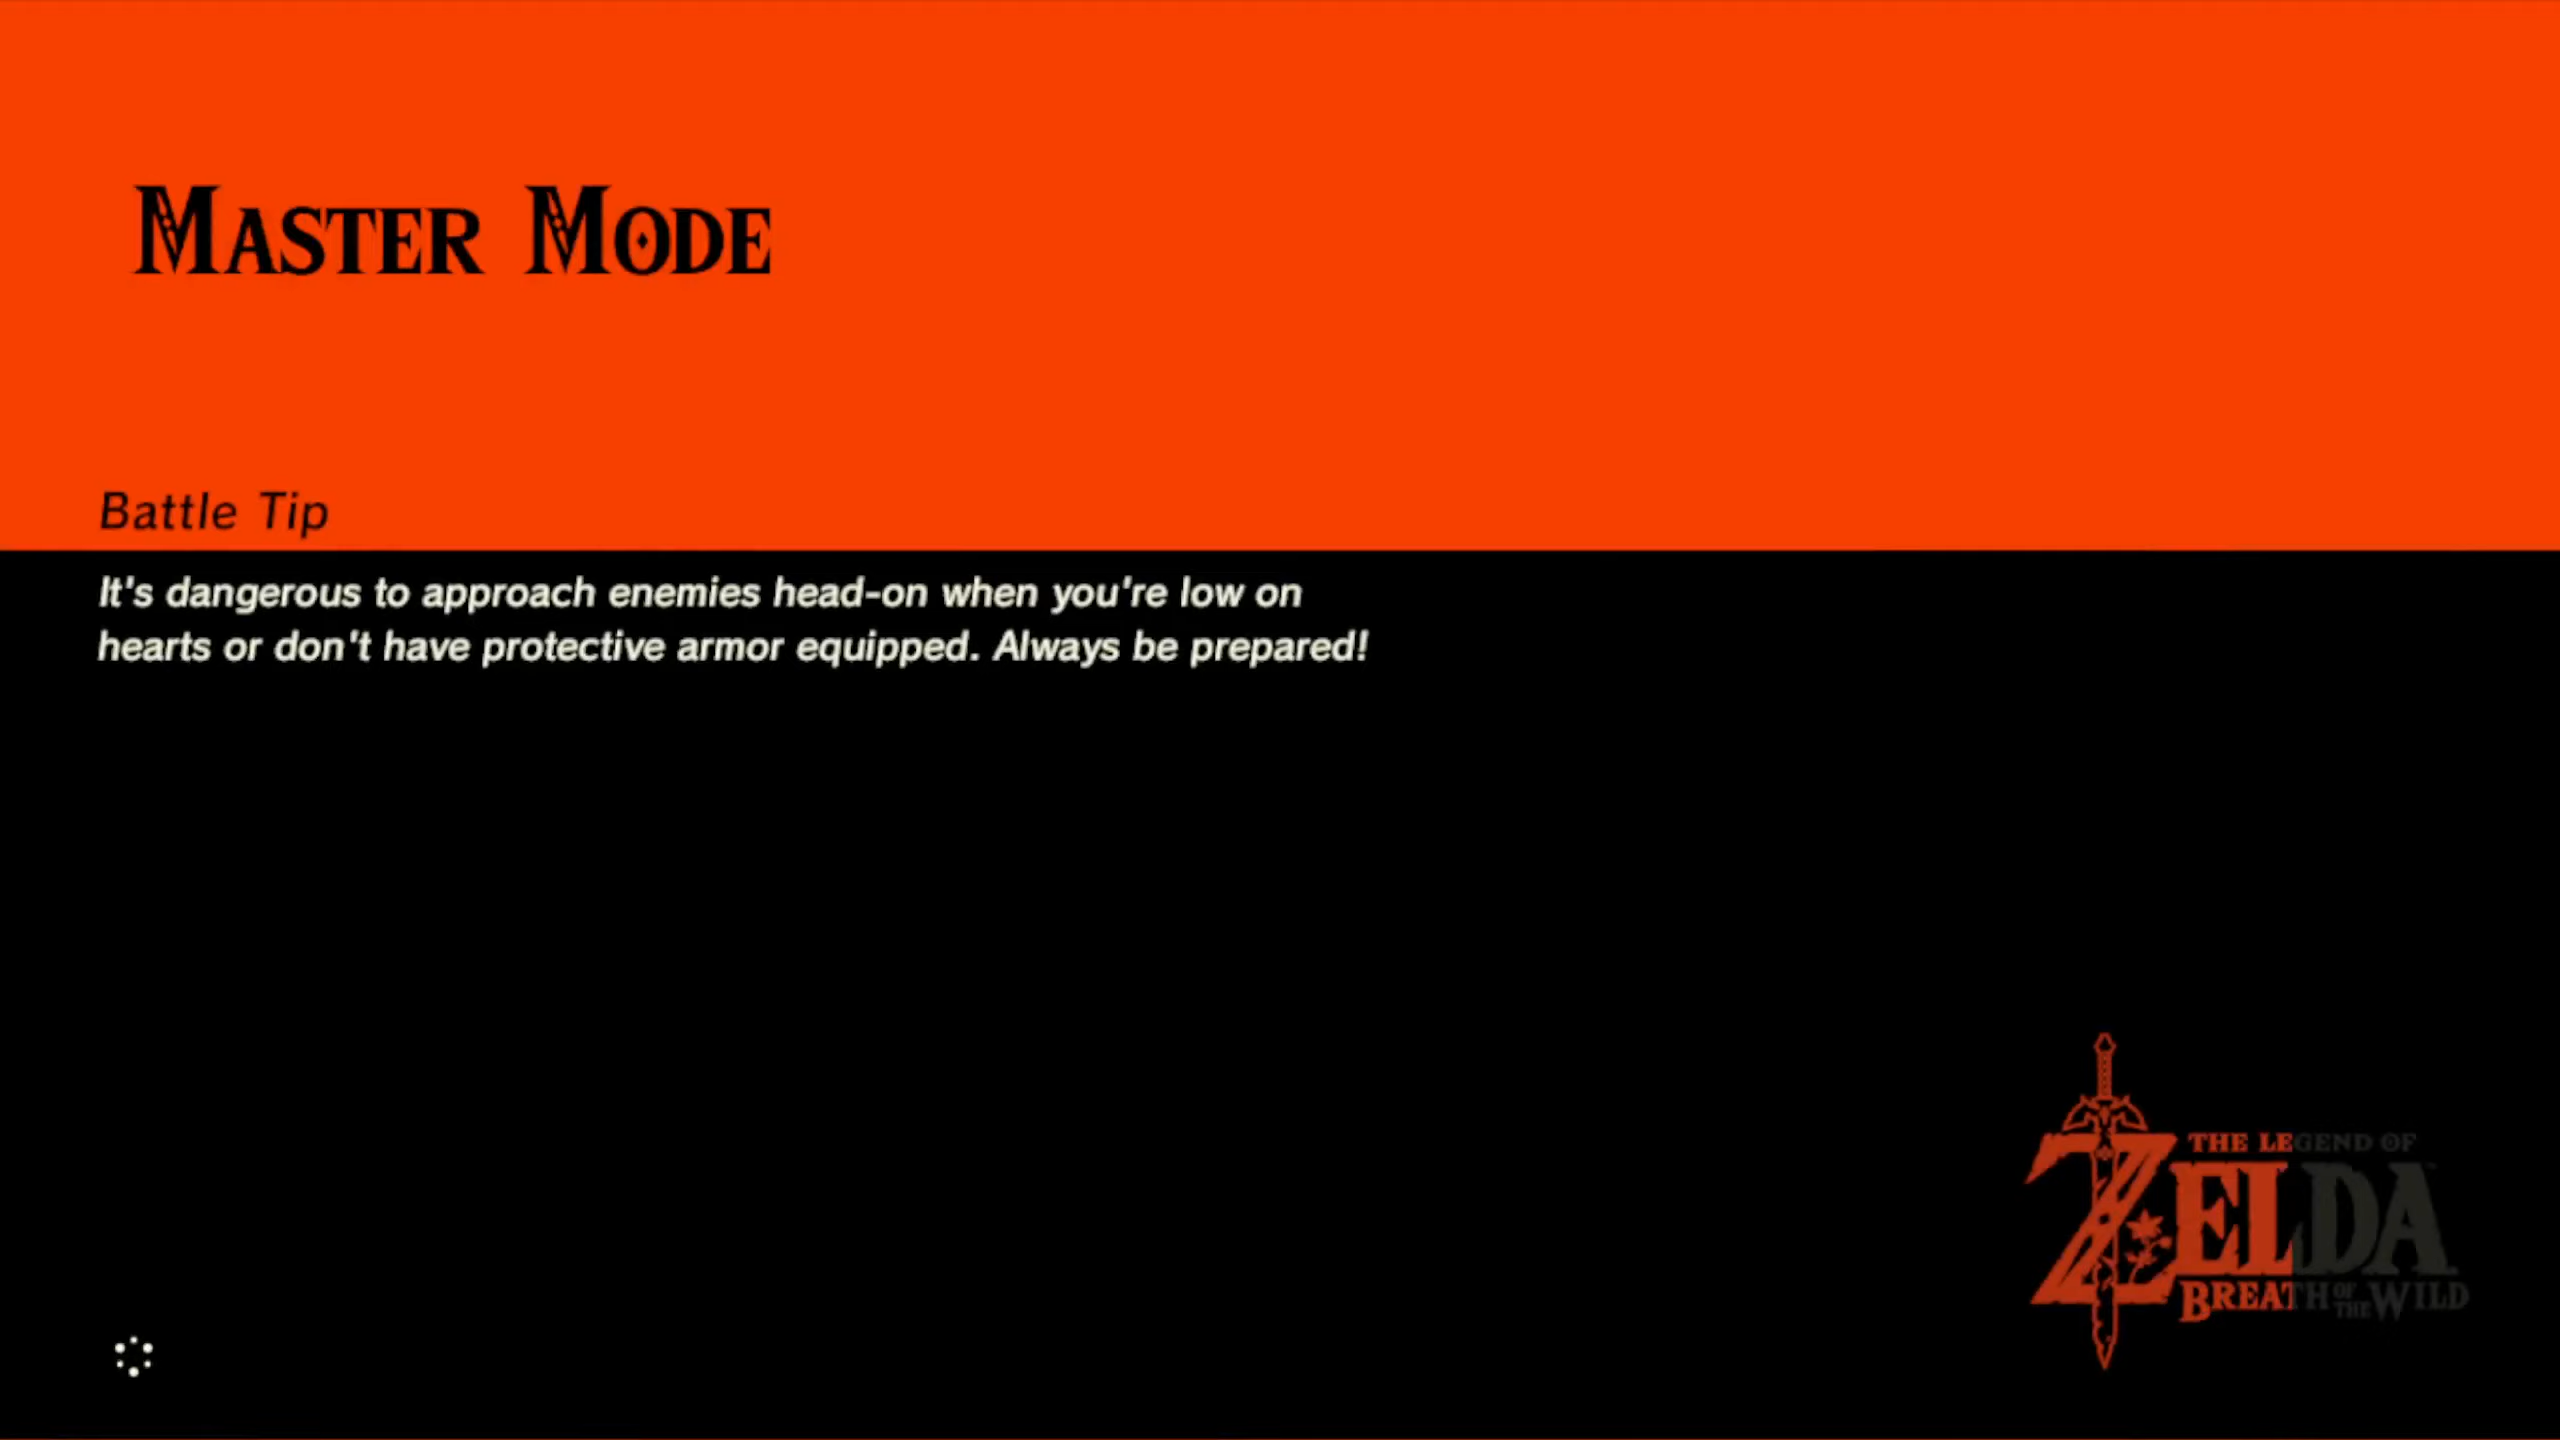 MASTER MODE
Battle Tip
It's dangerous to approach enemies head-on when you're low on
hearts or don't have protective armor equipped. Always be prepared!
THE LEGEND OF
ZELDA
BREATH OF THE WILD